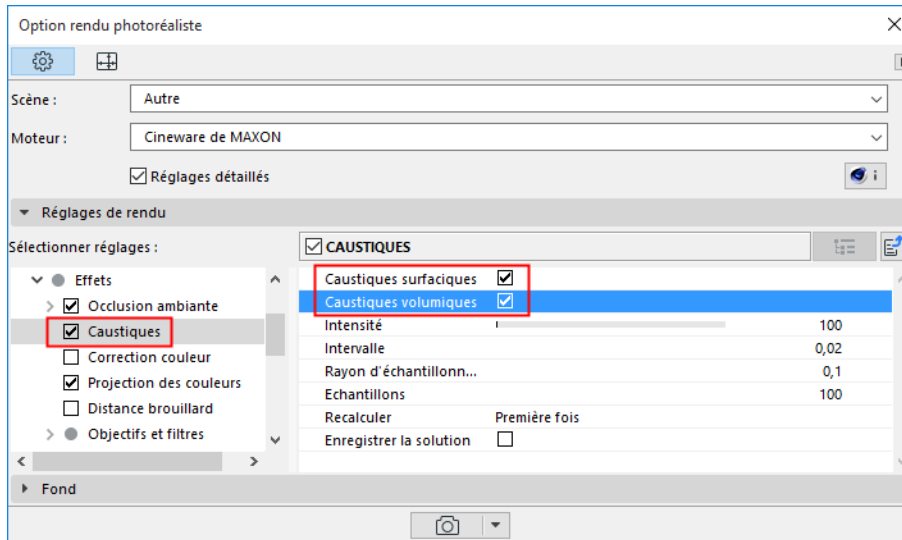 Option rendu photoréaliste
Scène : Autre
Moteur : Cineware de MAXON
Réglages détaillés
i
Réglages de rendu
Sélectionner réglages :
CAUSTIQUES
Effets
Occlusion ambiante
Caustiques
Correction couleur
Projection des couleurs
Distance brouillard
Objectifs et filtres
Caustiques surfaciques
Caustiques volumiques
Intensité 100
Intervalle 0,02
Rayon d'échantillonn... 0,1
Echantillons 100
Recalculer Première fois
Enregistrer la solution
Fond